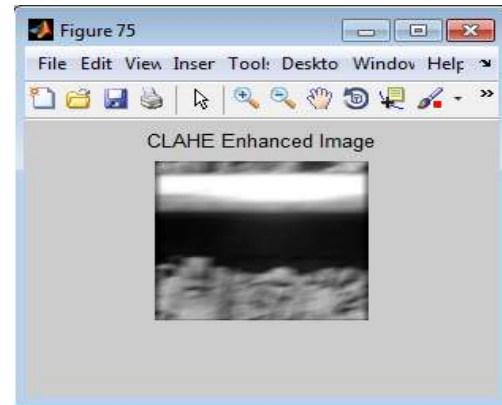 Figure 75
File Edit View Inser Tool: Deskto Windov Help
CLAHE Enhanced Image